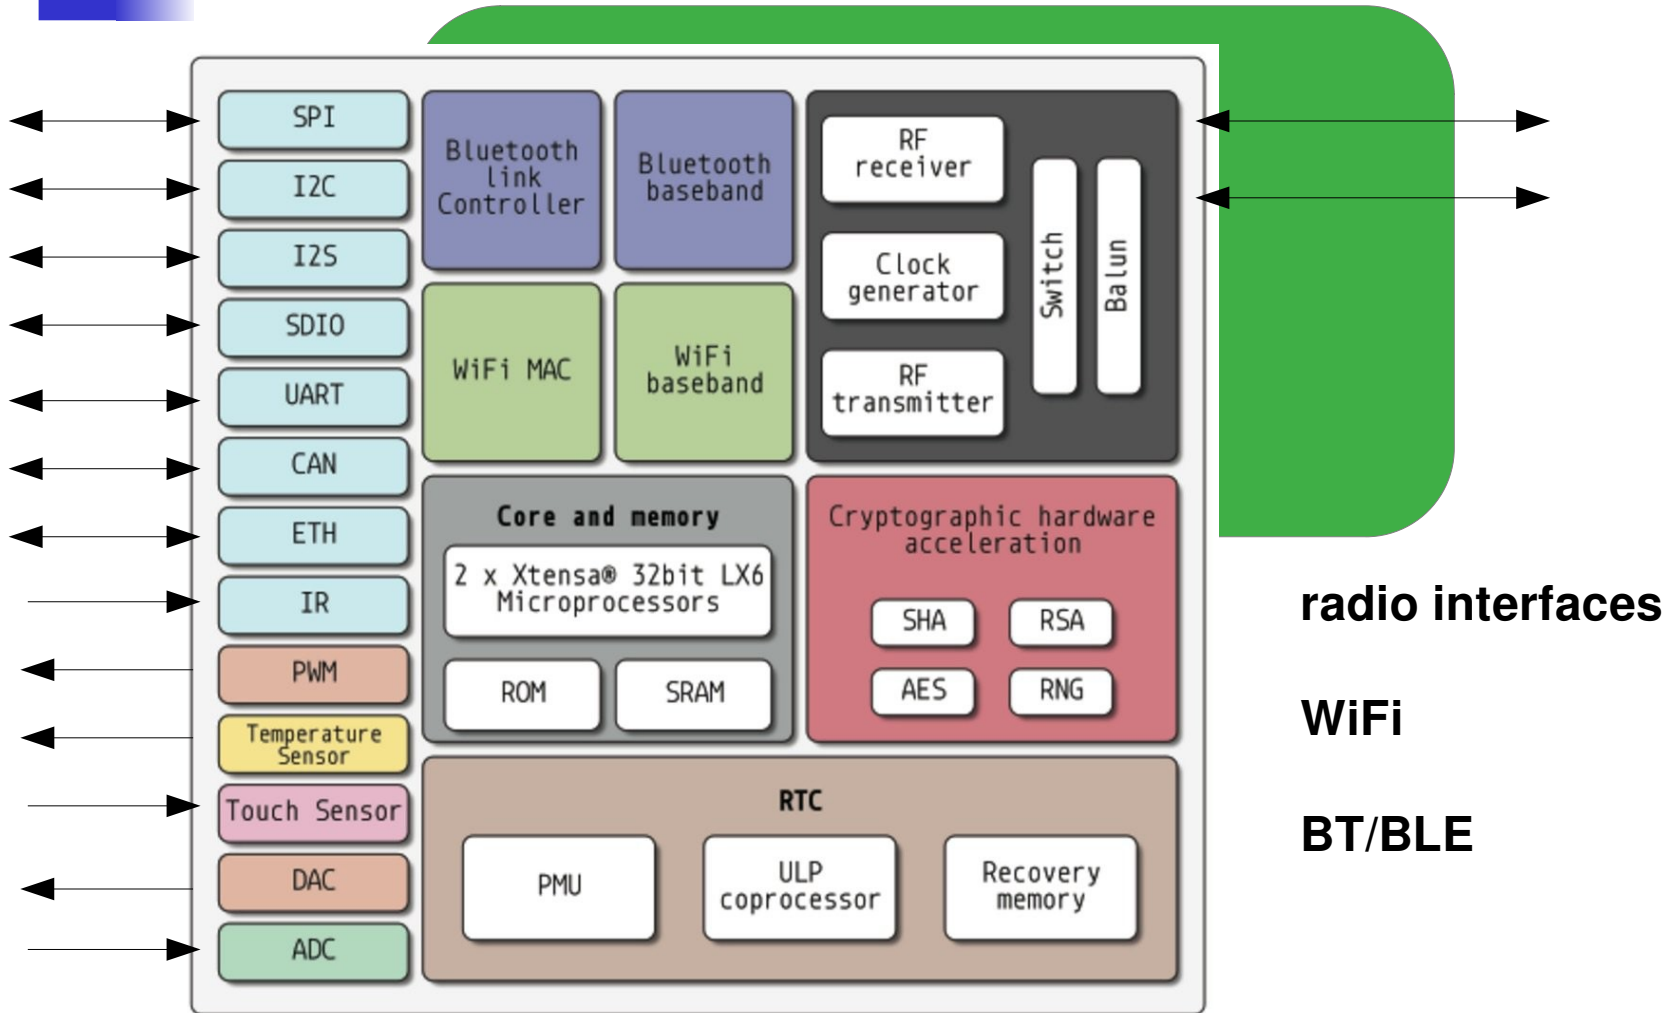 SPI
I2C
I2S
SDIO
UART
CAN
ETH
IR
PWM
Temperature
Sensor
Touch Sensor
DAC
ADC
Bluetooth
link
Controller
Bluetooth
baseband
WiFi MAC
WiFi
baseband
RF
receiver
Clock
generator
RF
transmitter
Switch
Balun
Core and memory
2 x Xtensa® 32bit LX6
Microprocessors
ROM
SRAM
Cryptographic hardware
acceleration
SHA
RSA
AES
RNG
RTC
PMU
ULP
coprocessor
Recovery
memory
radio interfaces
WiFi
BT/BLE